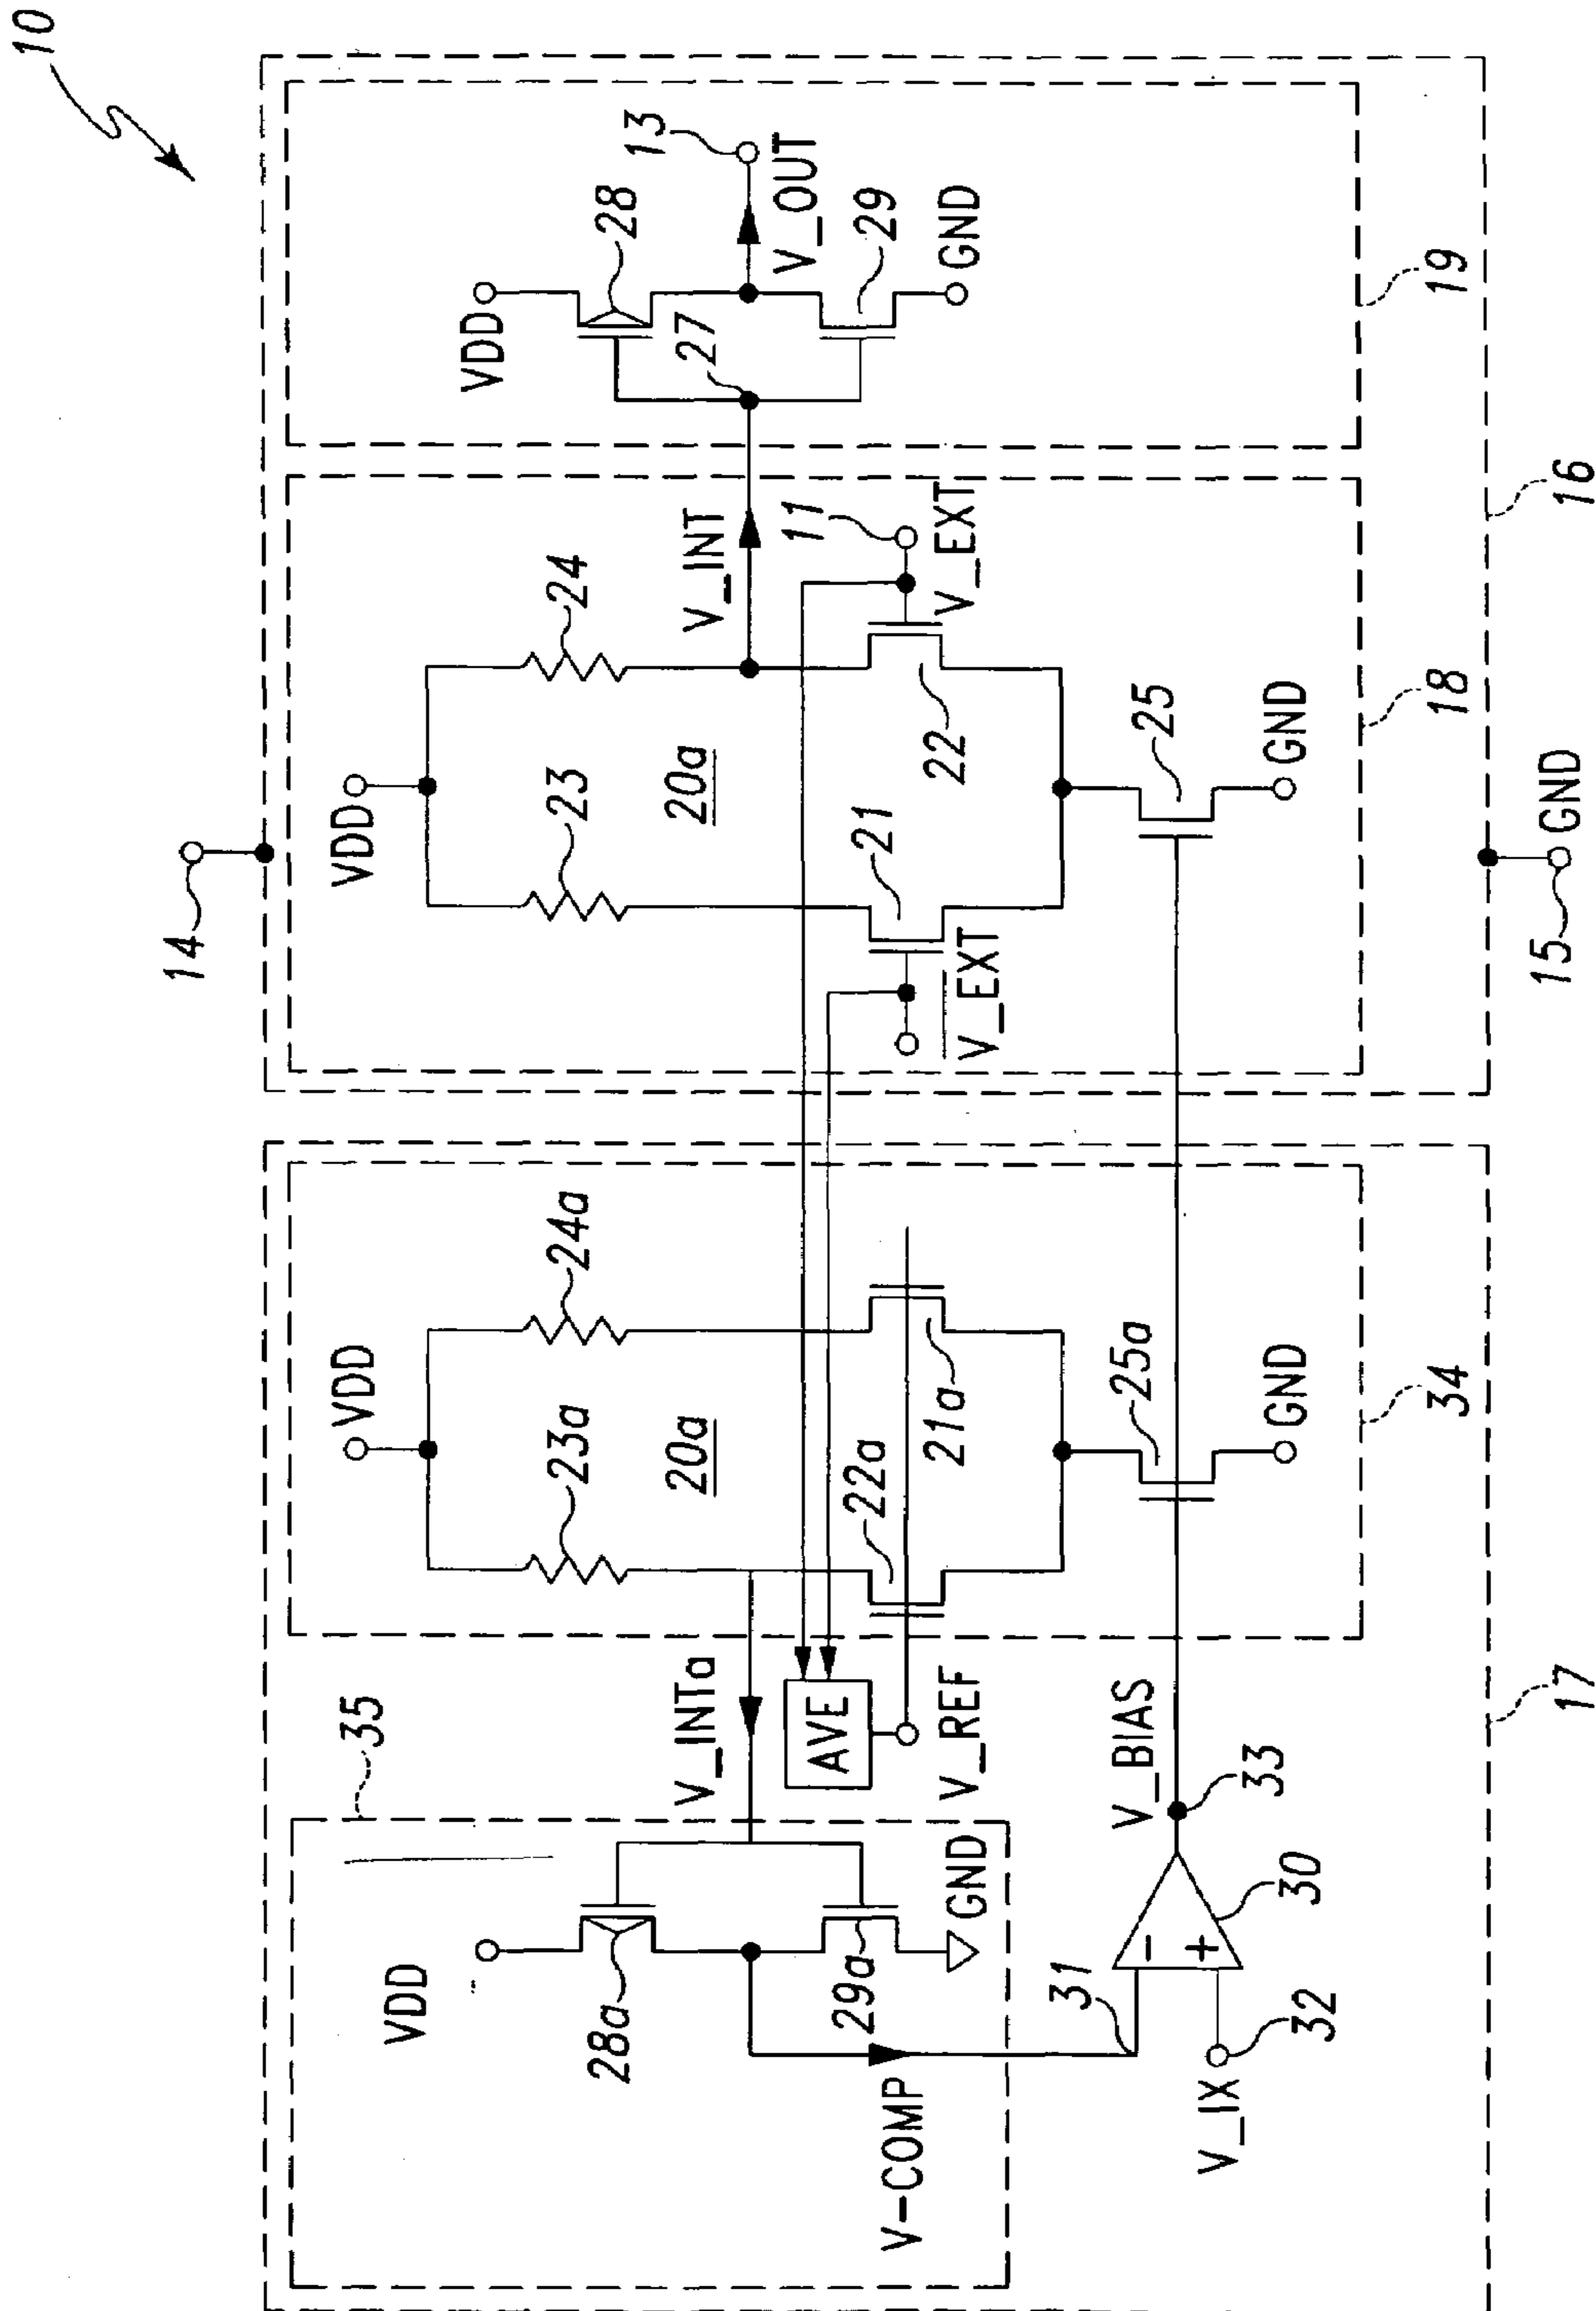 10
14
VDD
VDD
VDD
VDD
35
23a
24a
23
24
28
27
13
V_OUT
29
GND
28a
20a
20a
V_INTa
V_INT
AVE
22a
21a
21
22
11
V_EXT
V_EXT
V_REF
29a
GND
V-COMP
31
V_BIAS
25a
25
GND
GND
V_IX
32
-
+
30
33
34
18
19
17
16
15
GND